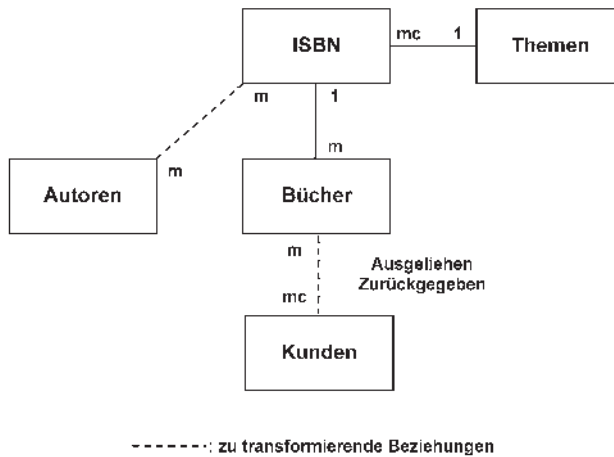 ISBN
mc 1
Themen
m 1
Autoren
m
m
Bücher
m
Ausgeliehen
Zurückgegeben
mc
Kunden
: zu transformierende Beziehungen